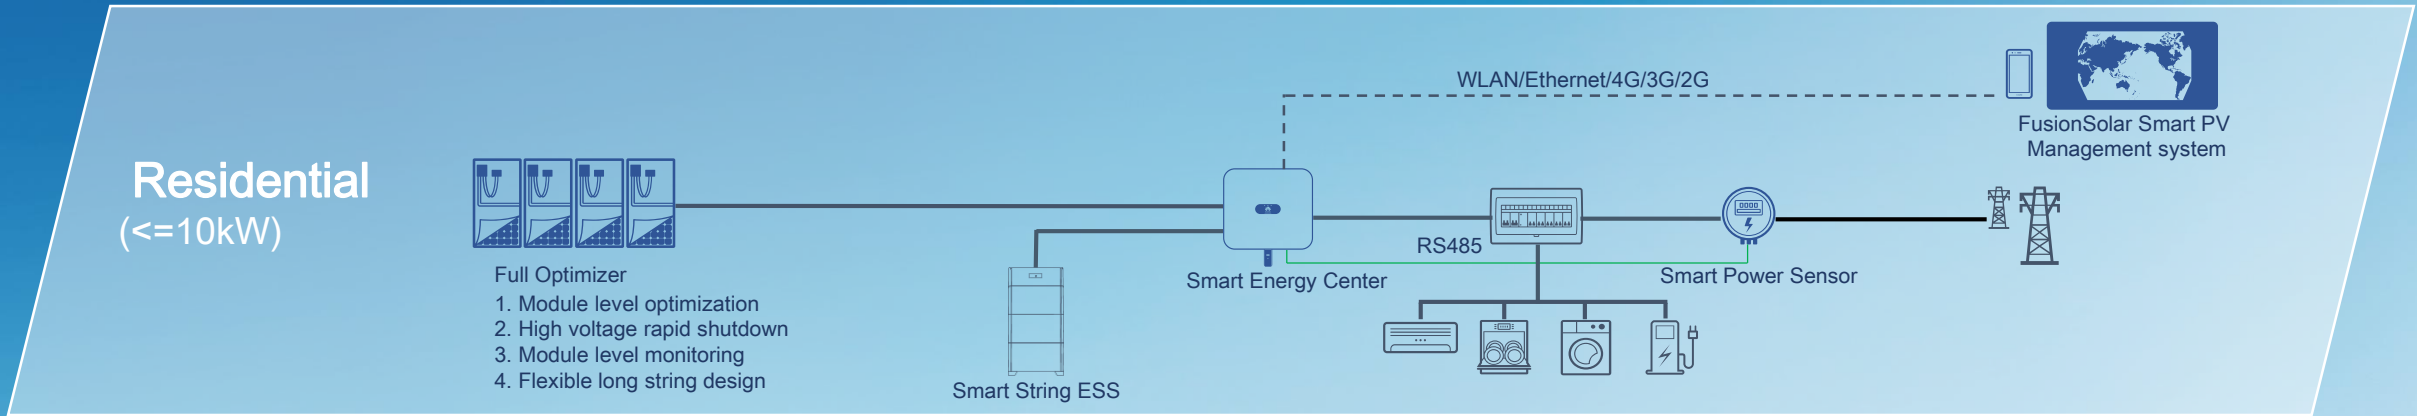 Residential
(<=10kW)
Full Optimizer
1. Module level optimization
2. High voltage rapid shutdown
3. Module level monitoring
4. Flexible long string design
Smart String ESS
Smart Energy Center
RS485
WLAN/Ethernet/4G/3G/2G
Smart Power Sensor
FusionSolar Smart PV
Management system